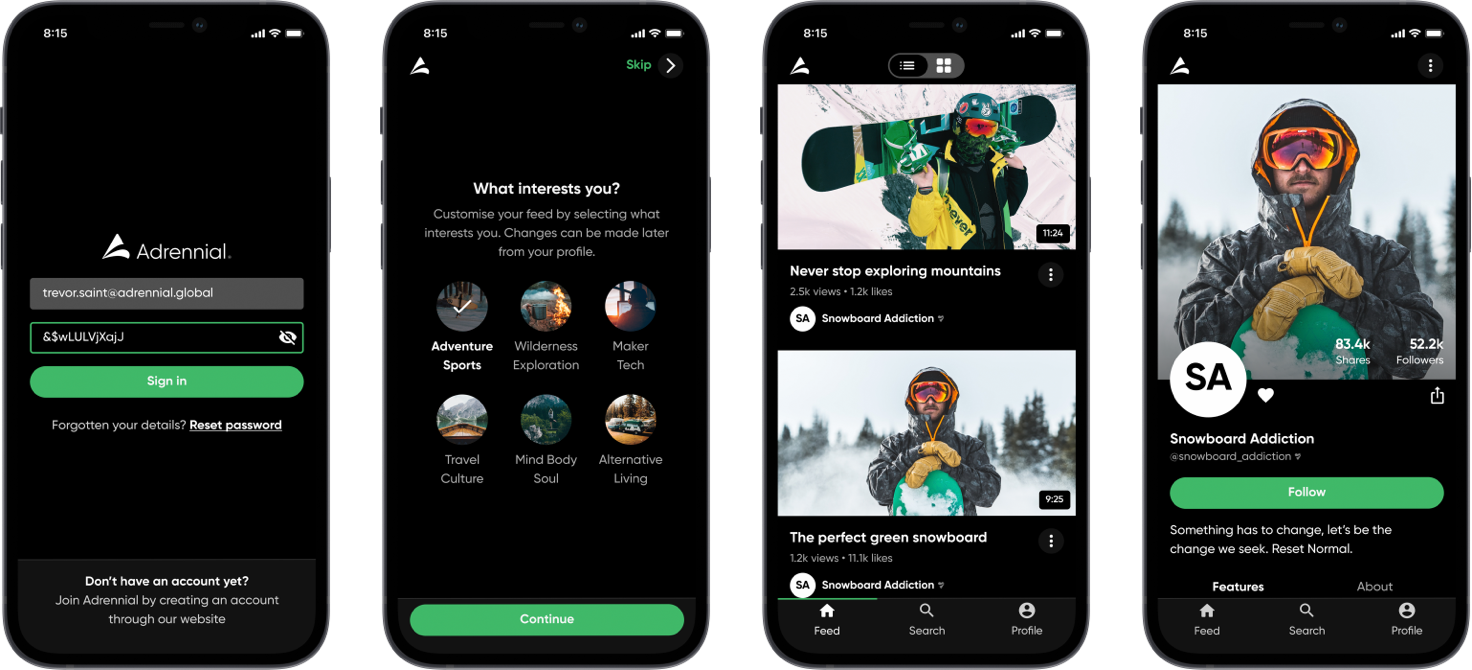 8:15
Adrennial.
trevor.saint@adrennial.global
&$wLULVjXajJ
Sign in
Forgotten your details? Reset password
Don't have an account yet?
Join Adrennial by creating an account
through our website
8:15
Skip
What interests you?
Customise your feed by selecting what
interests you. Changes can be made later
from your profile.
Adventure
Sports
Wilderness
Exploration
Maker
Tech
Travel
Culture
Mind Body
Soul
Alternative
Living
Continue
8:15
never
11:24
Never stop exploring mountains
2.5k views • 1.2k likes
SA Snowboard Addiction
9:25
The perfect green snowboard
1.2k views • 11.1k likes
SA Snowboard Addiction
Feed Search Profile
8:15
83.4k 52.2k
Shares Followers
SA
Snowboard Addiction
@snowboard_addiction
Follow
Something has to change, let's be the
change we seek. Reset Normal.
Features About
Feed Search Profile